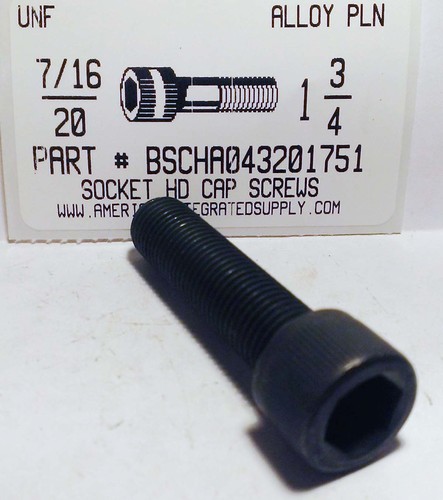 UNF ALLOY PLN
7/16 20 1 3/4
PART # BSCHA043201751
SOCKET HD CAP SCREWS